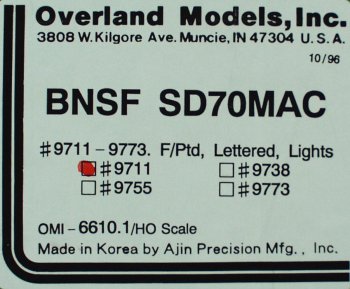 Overland Models, Inc.
3808 W. Kilgore Ave. Muncie, IN 47304 U. S. A.
10/96
BNSF SD70MAC
#9711-9773. F/Ptd, Lettered, Lights
#9711 #9738
#9755 #9773
OMI-6610.1/HO Scale
Made in Korea by Ajin Precision Mfg., Inc.